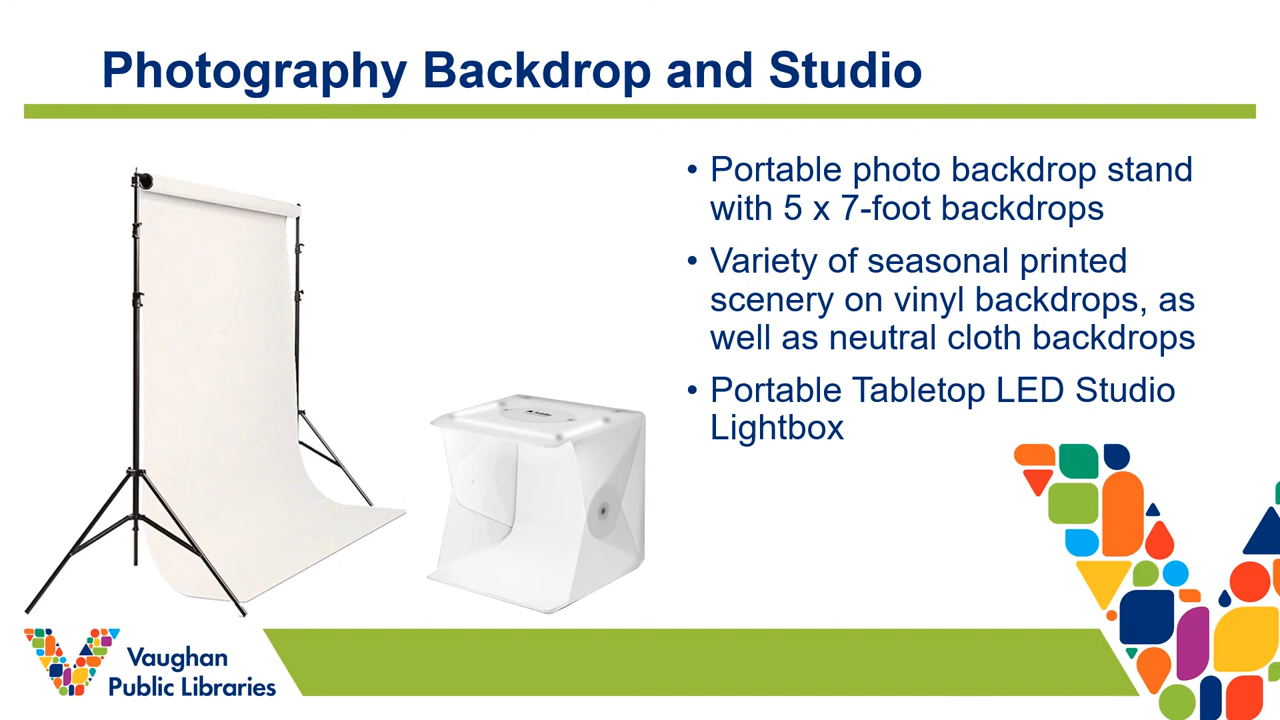 Photography Backdrop and Studio
• Portable photo backdrop stand
with 5 x 7-foot backdrops
• Variety of seasonal printed
scenery on vinyl backdrops, as
well as neutral cloth backdrops
• Portable Tabletop LED Studio
Lightbox
Vaughan
Public Libraries